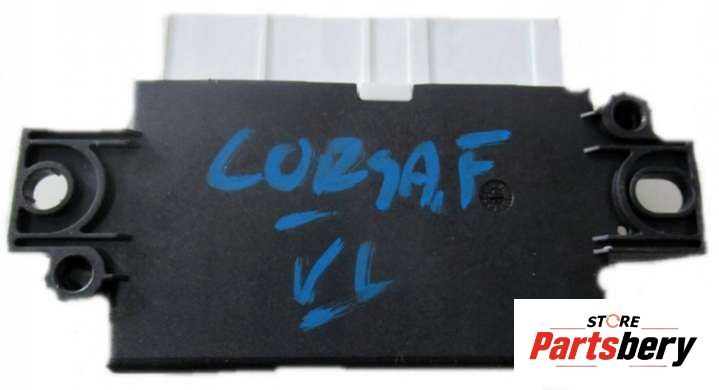 CORSA,F
VL
STORE
Partsbery